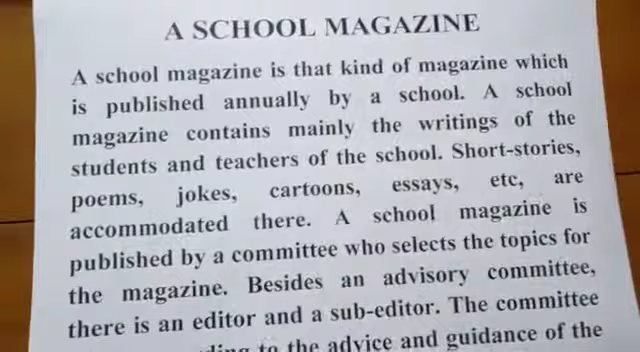 A SCHOOL MAGAZINE
A school magazine is that kind of magazine which
is published annually by a school. A school
magazine contains mainly the writings of the
students and teachers of the school. Short-stories,
poems, jokes, cartoons, essays, etc, are
accommodated there. A school magazine is
published by a committee who selects the topics for
the magazine. Besides an advisory committee,
there is an editor and a sub-editor. The committee
to the advice and guidance of the